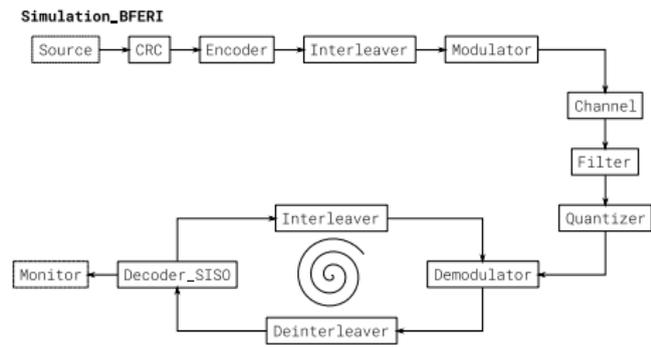 Simulation_BFERI
Source
CRC
Encoder
Interleaver
Modulator
Channel
Filter
Quantizer
Interleaver
Monitor
Decoder_SISO
Demodulator
Deinterleaver